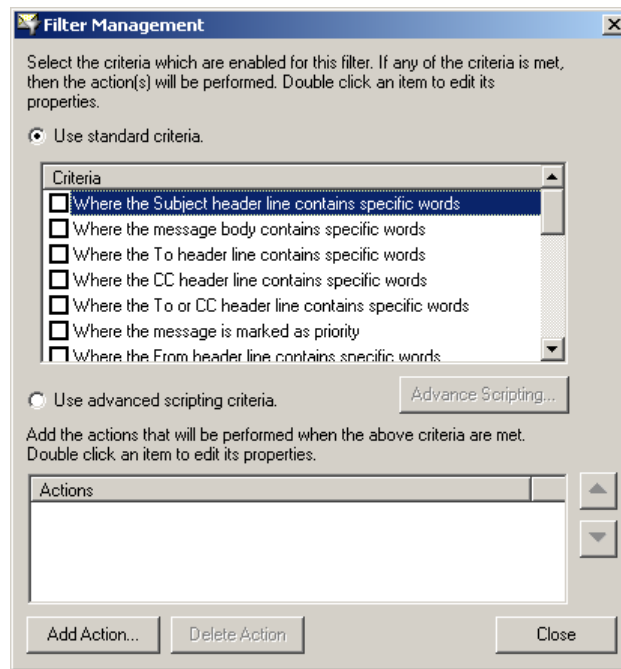 Filter Management
Select the criteria which are enabled for this filter. If any of the criteria is met,
then the action(s) will be performed. Double click an item to edit its
properties.
Use standard criteria.
Criteria
Where the Subject header line contains specific words
Where the message body contains specific words
Where the To header line contains specific words
Where the CC header line contains specific words
Where the To or CC header line contains specific words
Where the message is marked as priority
Where the From header line contains specific words
Use advanced scripting criteria.
Advance Scripting...
Add the actions that will be performed when the above criteria are met.
Double click an item to edit its properties.
Actions
Add Action...
Delete Action
Close